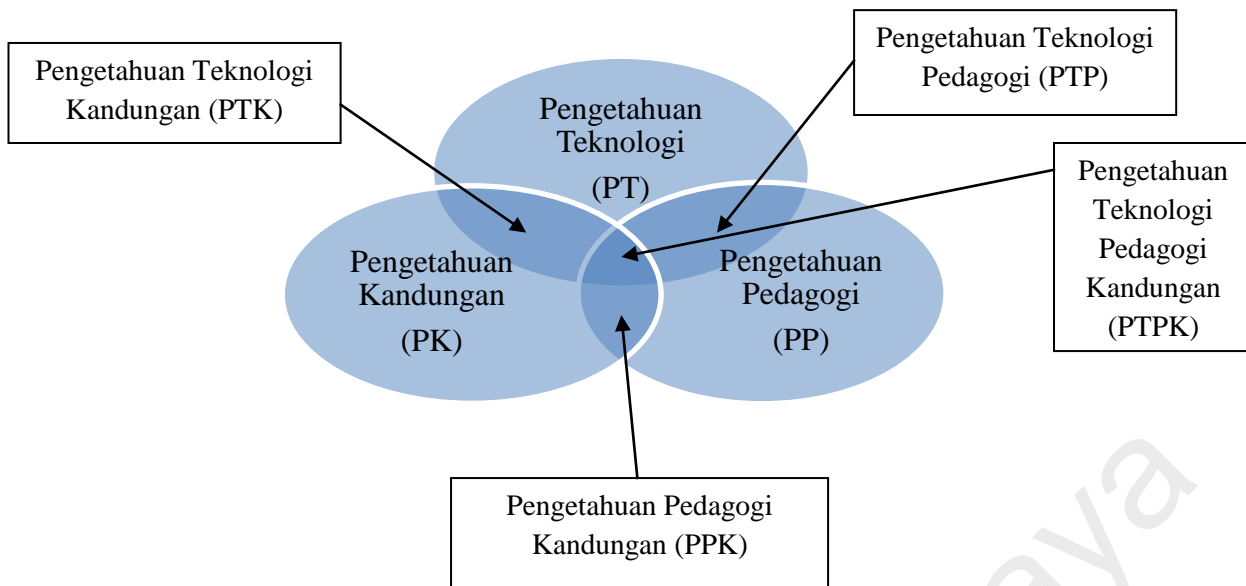 Pengetahuan Teknologi
Kandungan (PTK)
Pengetahuan Teknologi
Pedagogi (PTP)
Pengetahuan
Teknologi
(PT)
Pengetahuan
Teknologi
Pedagogi
Kandungan
(PTPK)
Pengetahuan
Kandungan
(PK)
Pengetahuan
Pedagogi
(PP)
Pengetahuan Pedagogi
Kandungan (PPK)
aya